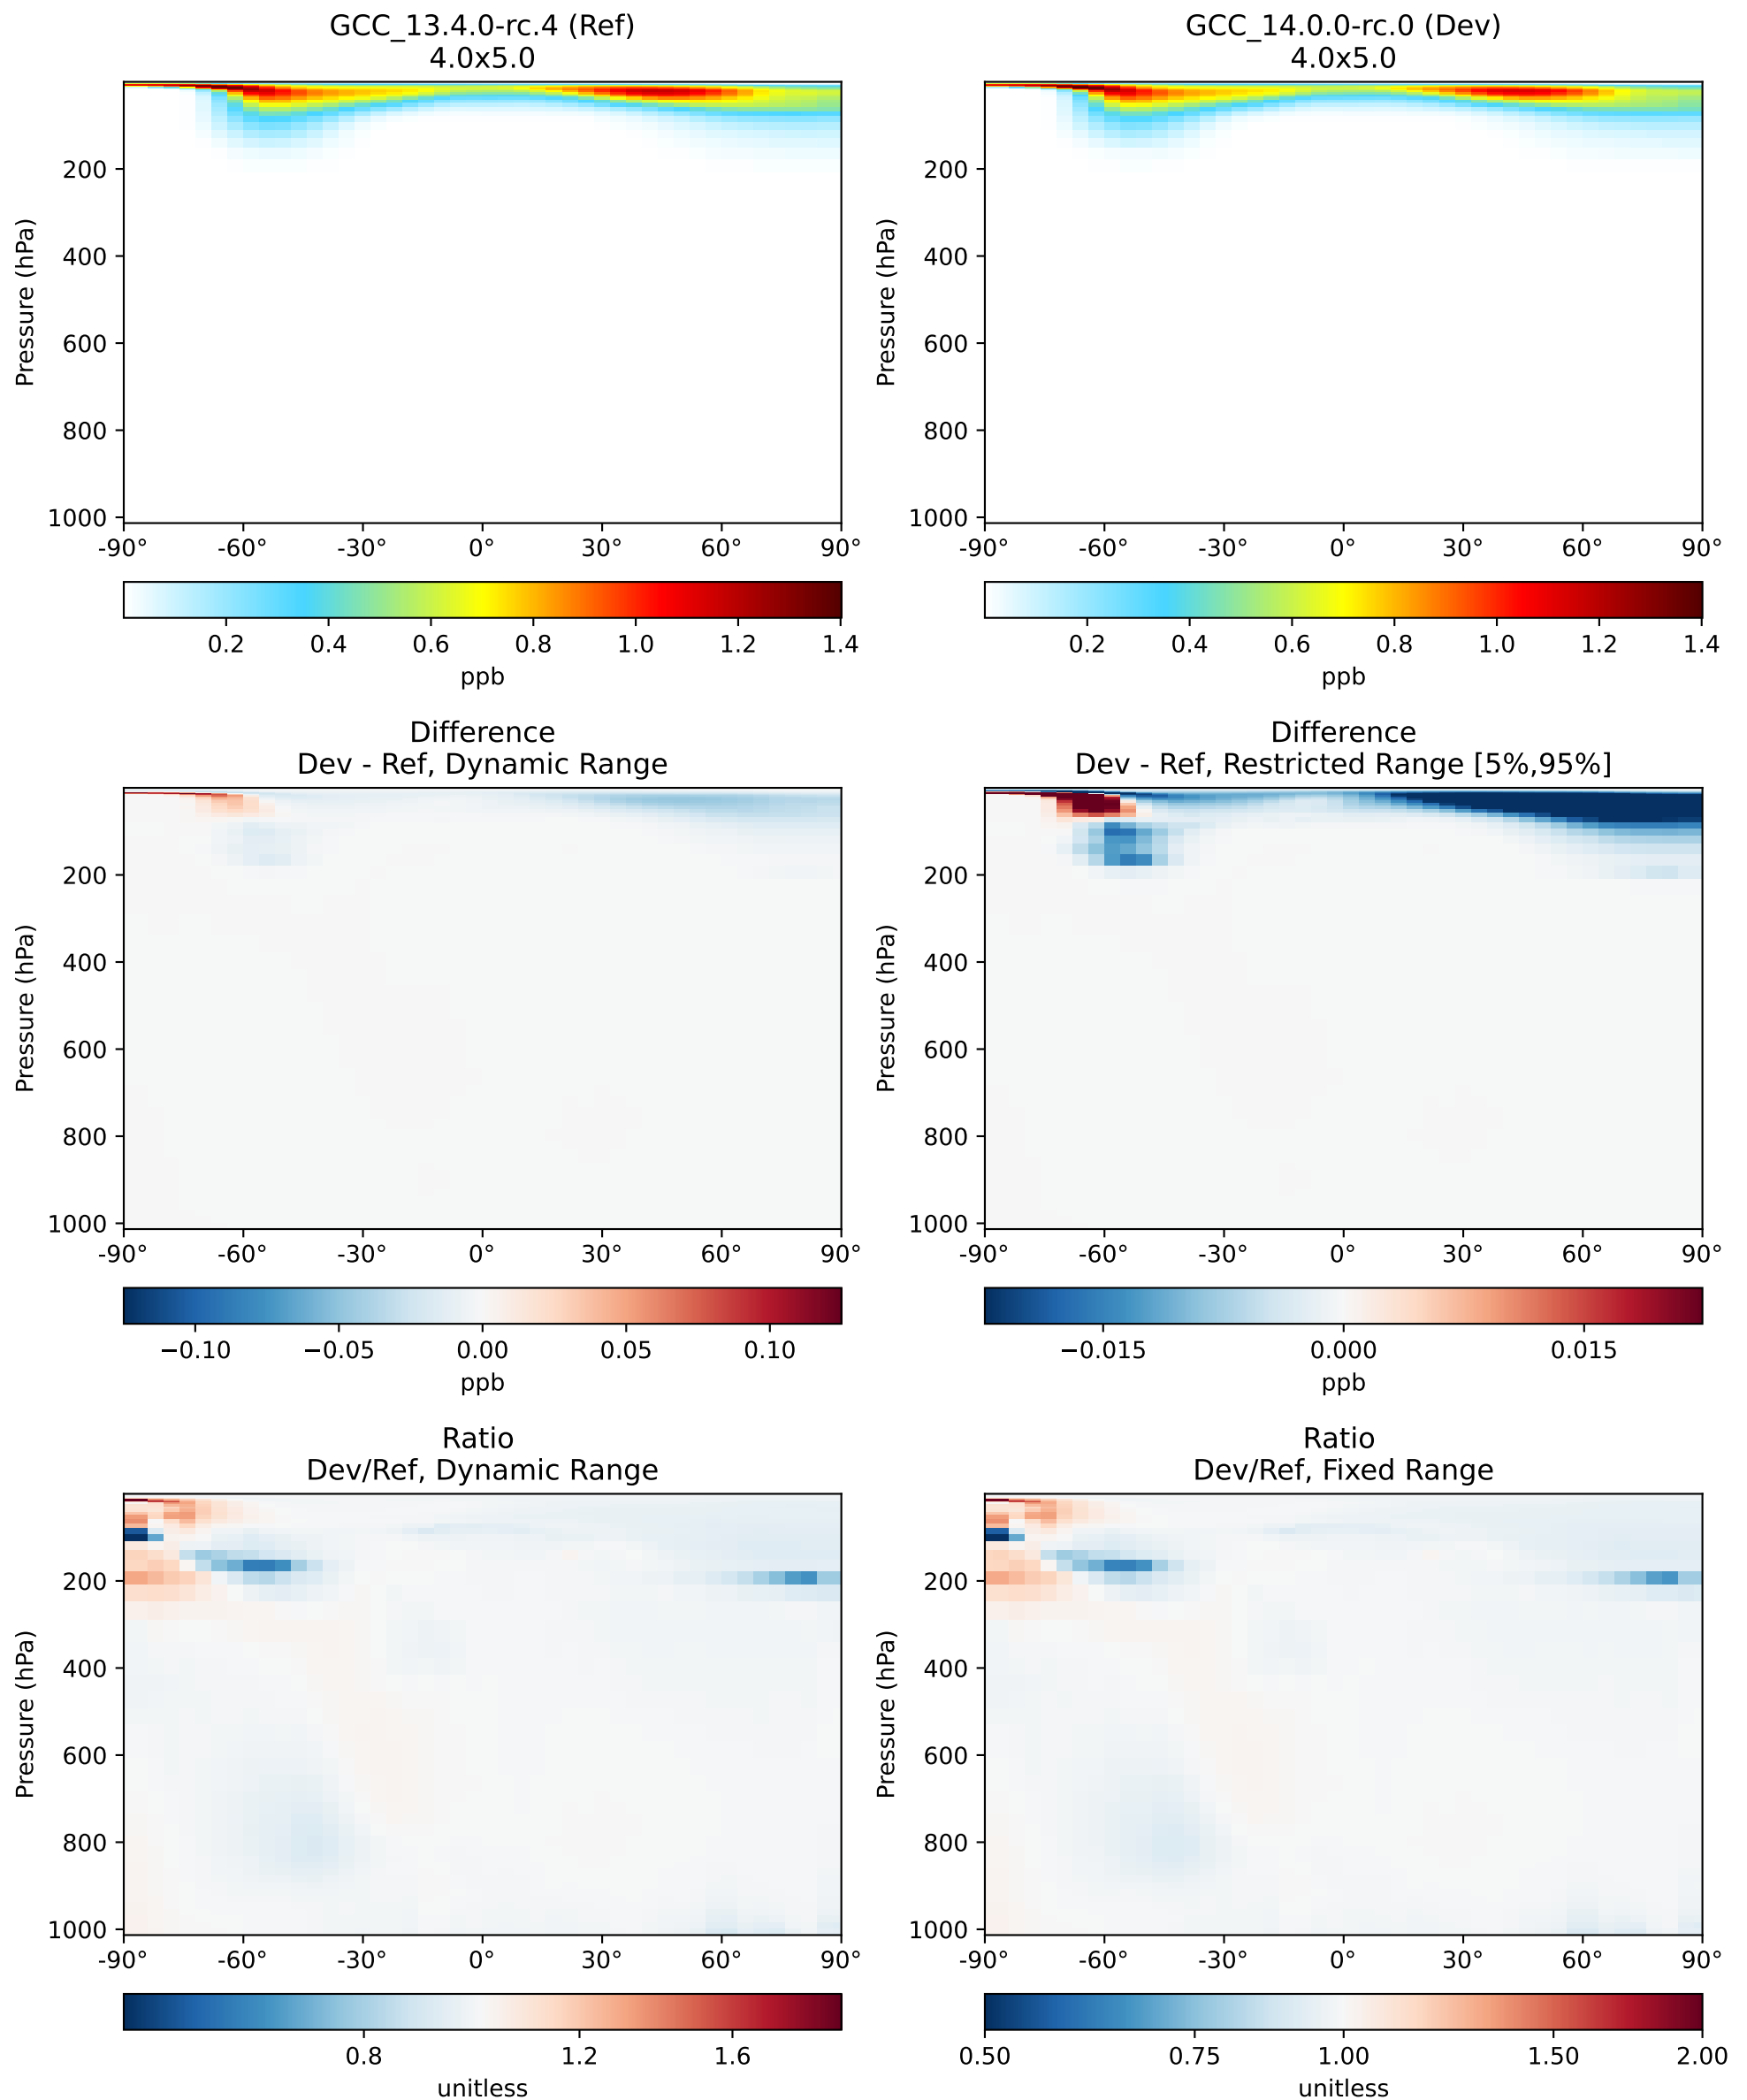 GCC_13.4.0-rc.4 (Ref)
4.0x5.0
Pressure (hPa)
200
400
600
800
1000
-90° -60° -30° 0° 30° 60° 90°
0.2 0.4 0.6 0.8 1.0 1.2 1.4
ppb
GCC_14.0.0-rc.0 (Dev)
4.0x5.0
Pressure (hPa)
200
400
600
800
1000
-90° -60° -30° 0° 30° 60° 90°
0.2 0.4 0.6 0.8 1.0 1.2 1.4
ppb
Difference
Dev - Ref, Dynamic Range
Pressure (hPa)
200
400
600
800
1000
-90° -60° -30° 0° 30° 60° 90°
−0.10 −0.05 0.00 0.05 0.10
ppb
Difference
Dev - Ref, Restricted Range [5%,95%]
Pressure (hPa)
200
400
600
800
1000
-90° -60° -30° 0° 30° 60° 90°
−0.015 0.000 0.015
ppb
Ratio
Dev/Ref, Dynamic Range
Pressure (hPa)
200
400
600
800
1000
-90° -60° -30° 0° 30° 60° 90°
0.8 1.2 1.6
unitless
Ratio
Dev/Ref, Fixed Range
Pressure (hPa)
200
400
600
800
1000
-90° -60° -30° 0° 30° 60° 90°
0.50 0.75 1.00 1.50 2.00
unitless